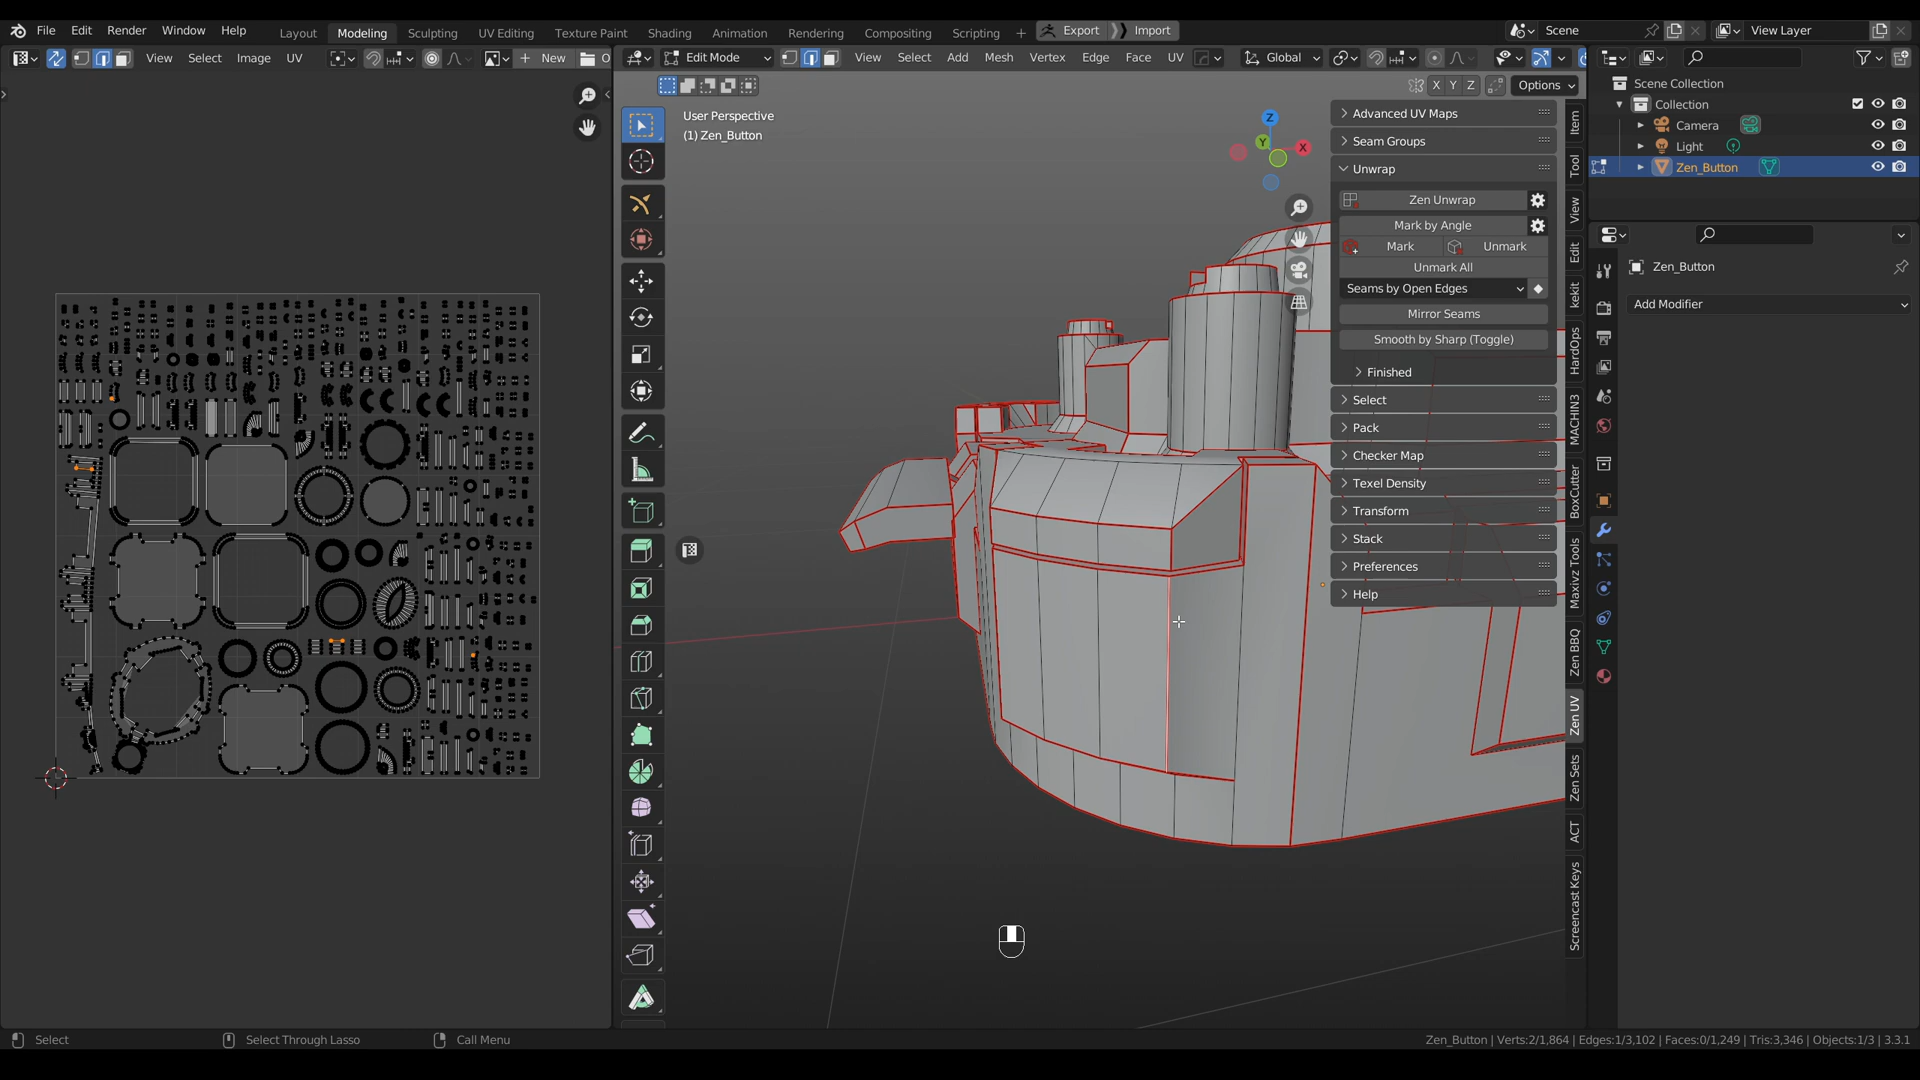 File Edit Render Window Help Layout Modeling Sculpting UV Editing Texture Paint Shading Animation Rendering Compositing Scripting + Export Import Scene View Layer
View Select Image UV New Edit Mode View Select Add Mesh Vertex Edge Face UV Global
X Y Z Options
User Perspective
(1) Zen_Button
Z
Y
X
Advanced UV Maps
Seam Groups
Unwrap
Zen Unwrap
Mark by Angle
Mark Unmark
Unmark All
Seams by Open Edges
Mirror Seams
Smooth by Sharp (Toggle)
Finished
Select
Pack
Checker Map
Texel Density
Transform
Stack
Preferences
Help
Item
Tool
View
Edit
kekit
HardOps
MACHIN3
BoxCutter
Maxivz Tools
Zen BBQ
Zen UV
Zen Sets
ACT
Screencast Keys
Scene Collection
Collection
Camera
Light
Zen_Button
Zen_Button
Add Modifier
Select Select Through Lasso Call Menu Zen_Button | Verts:2/1,864 | Edges:1/3,102 | Faces:0/1,249 | Tris:3,346 | Objects:1/3 | 3.3.1